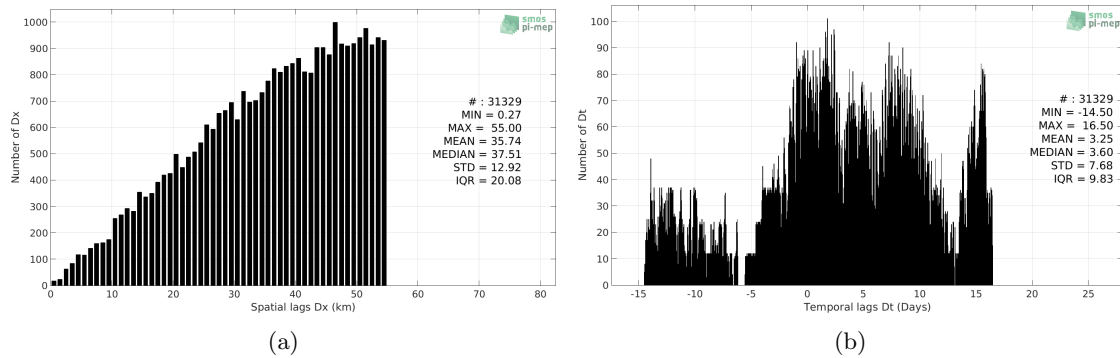 1000
900
800
700
600
500
400
300
200
100
0
Number of Dx
0 10 20 30 40 50 60 70 80
Spatial lags Dx (km)
smos
pi-mep
# : 31329
MIN = 0.27
MAX = 55.00
MEAN = 35.74
MEDIAN = 37.51
STD = 12.92
IQR = 20.08
(a)
100
90
80
70
60
50
40
30
20
10
0
Number of Dt
-15 -10 -5 0 5 10 15 20 25
Temporal lags Dt (Days)
smos
pi-mep
# : 31329
MIN = -14.50
MAX = 16.50
MEAN = 3.25
MEDIAN = 3.60
STD = 7.68
IQR = 9.83
(b)